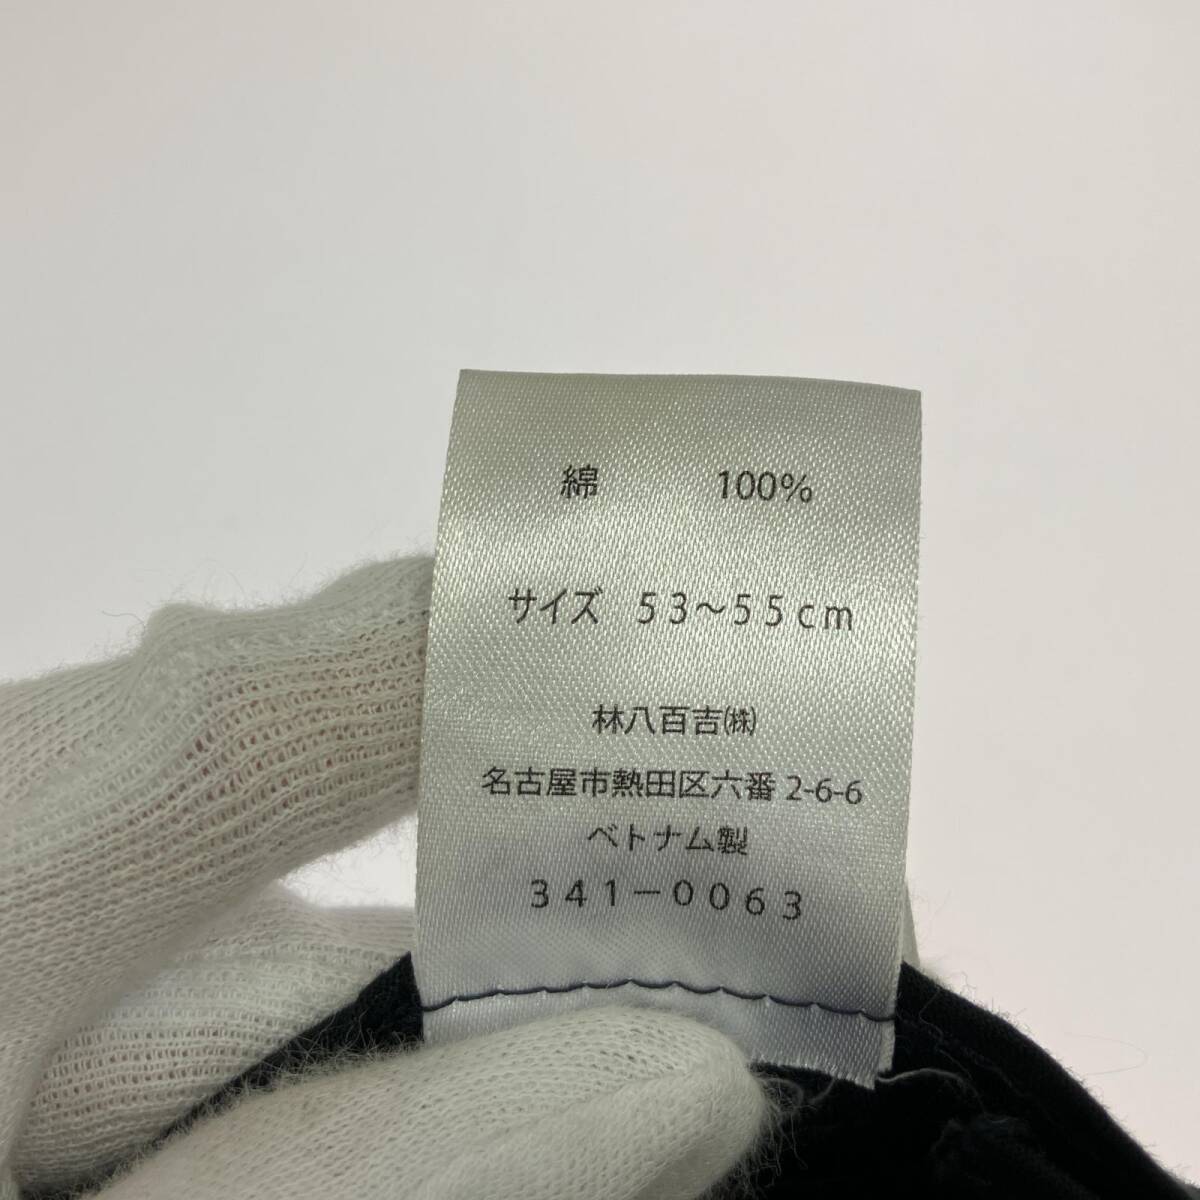 綿 100%
サイズ 53〜55cm
林八百吉㈱
名古屋市熱田区六番2-6-6
ベトナム製
341-0063